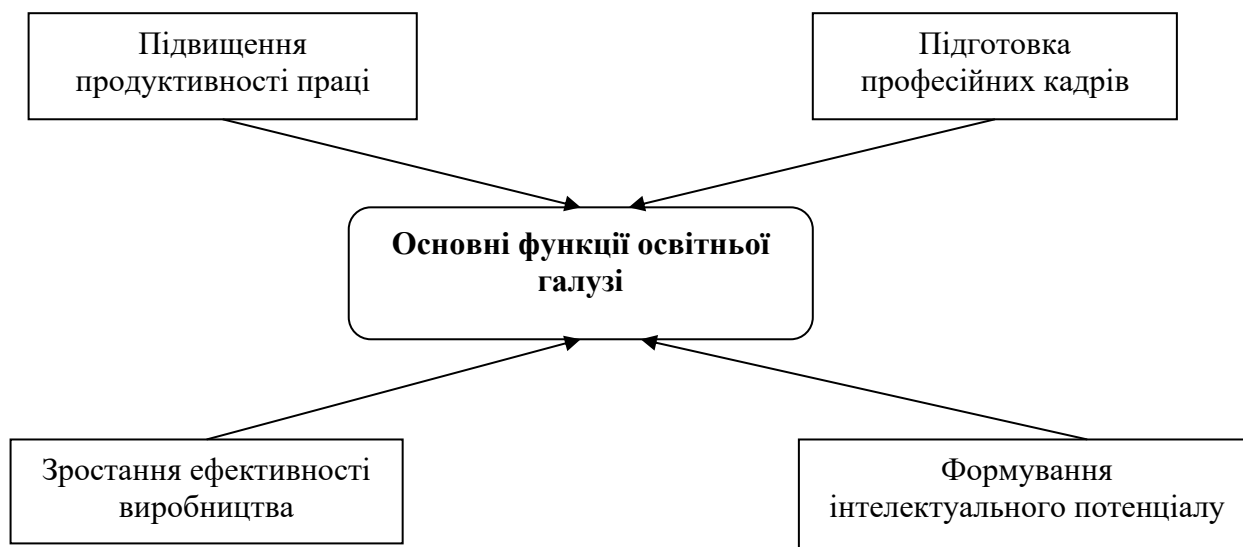 Підвищення
продуктивності праці
Підготовка
професійних кадрів
Основні функції освітньої
галузі
Зростання ефективності
виробництва
Формування
інтелектуального потенціалу